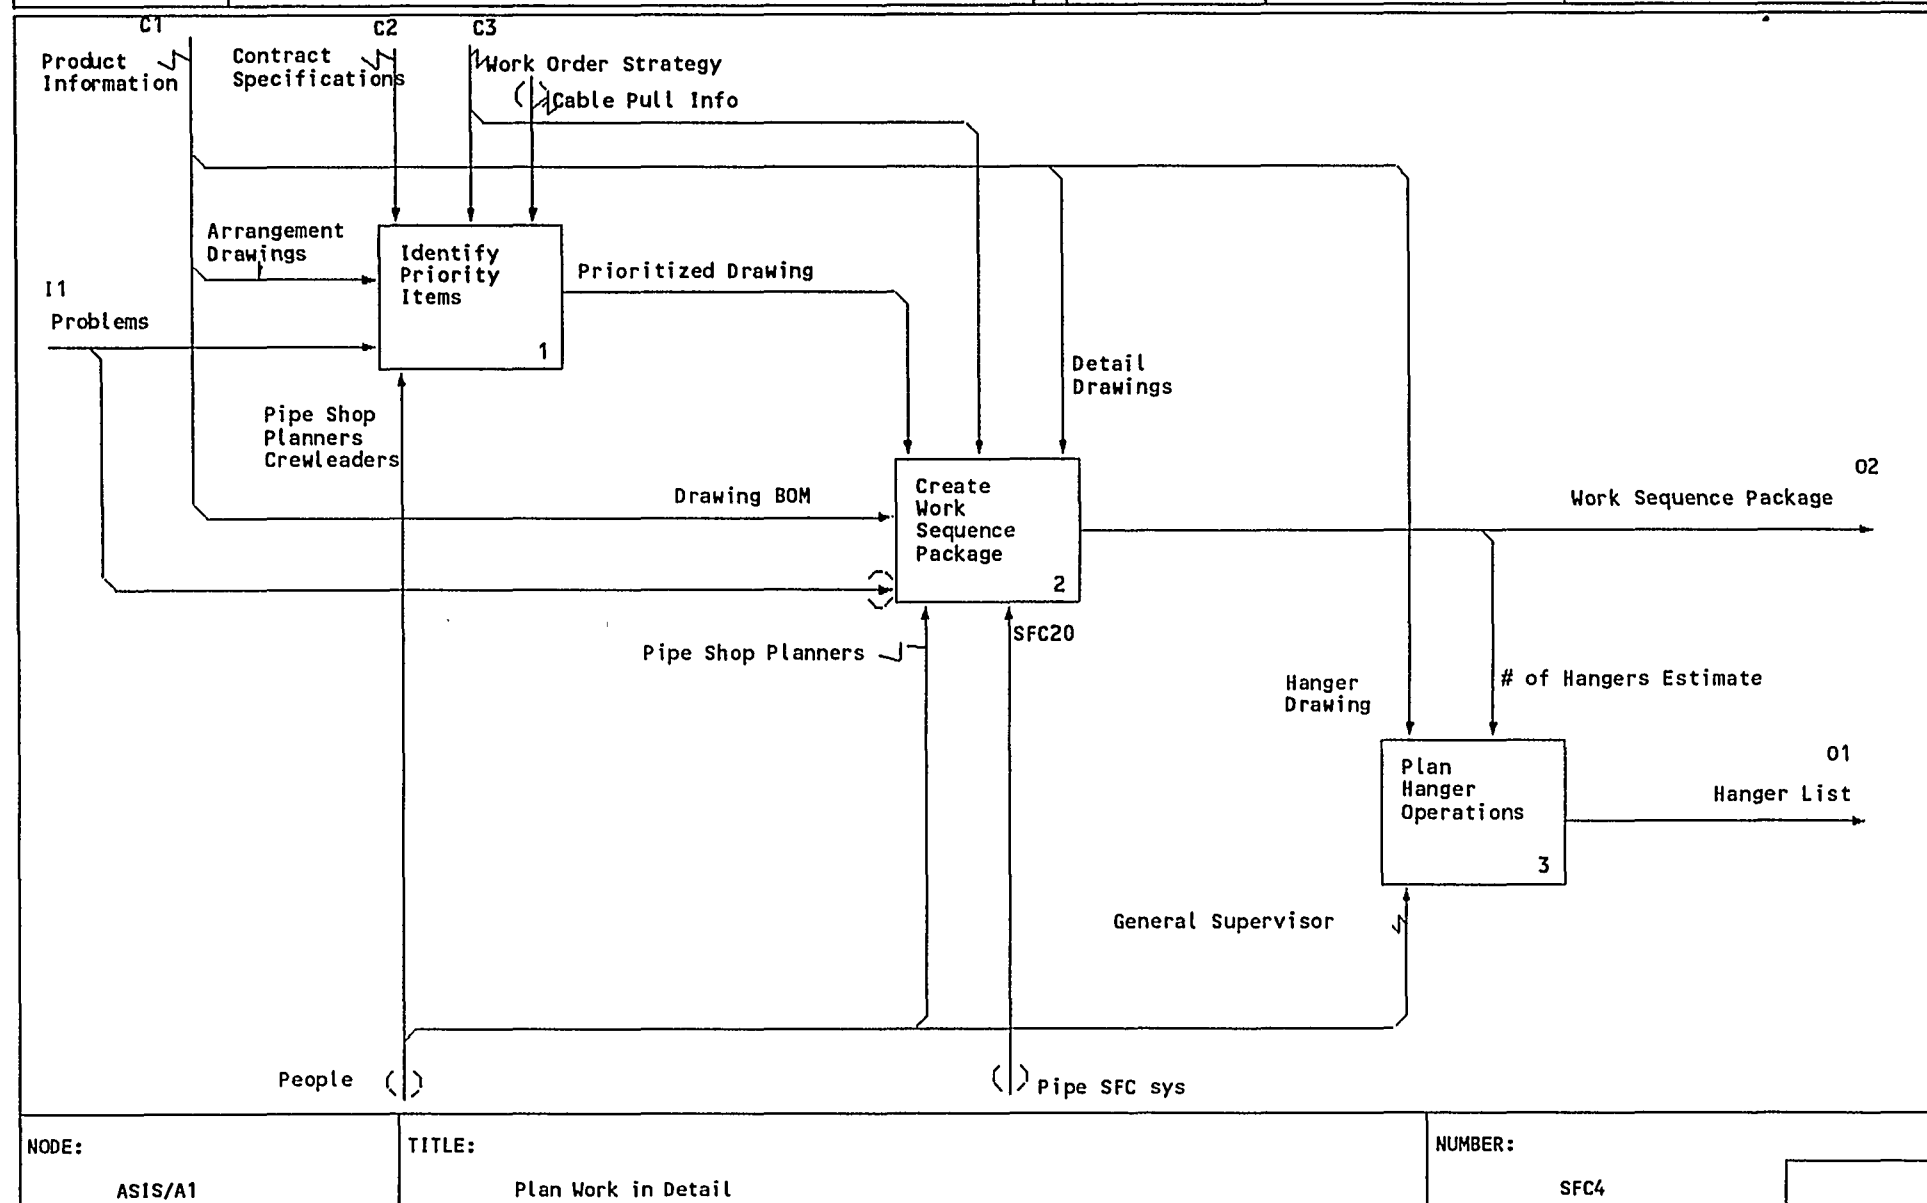 C1
C2
C3
Product
Information
Contract
Specifications
Work Order Strategy
Cable Pull Info
Arrangement
Drawings
Identify
Priority
Items
1
Prioritized Drawing
I1
Problems
Detail
Drawings
Pipe Shop
Planners
Crewleaders
Drawing BOM
Create
Work
Sequence
Package
2
O2
Work Sequence Package
SFC20
Pipe Shop Planners
Hanger
Drawing
# of Hangers Estimate
Plan
Hanger
Operations
3
O1
Hanger List
General Supervisor
People
Pipe SFC sys
NODE:
ASIS/A1
TITLE:
Plan Work in Detail
NUMBER:
SFC4